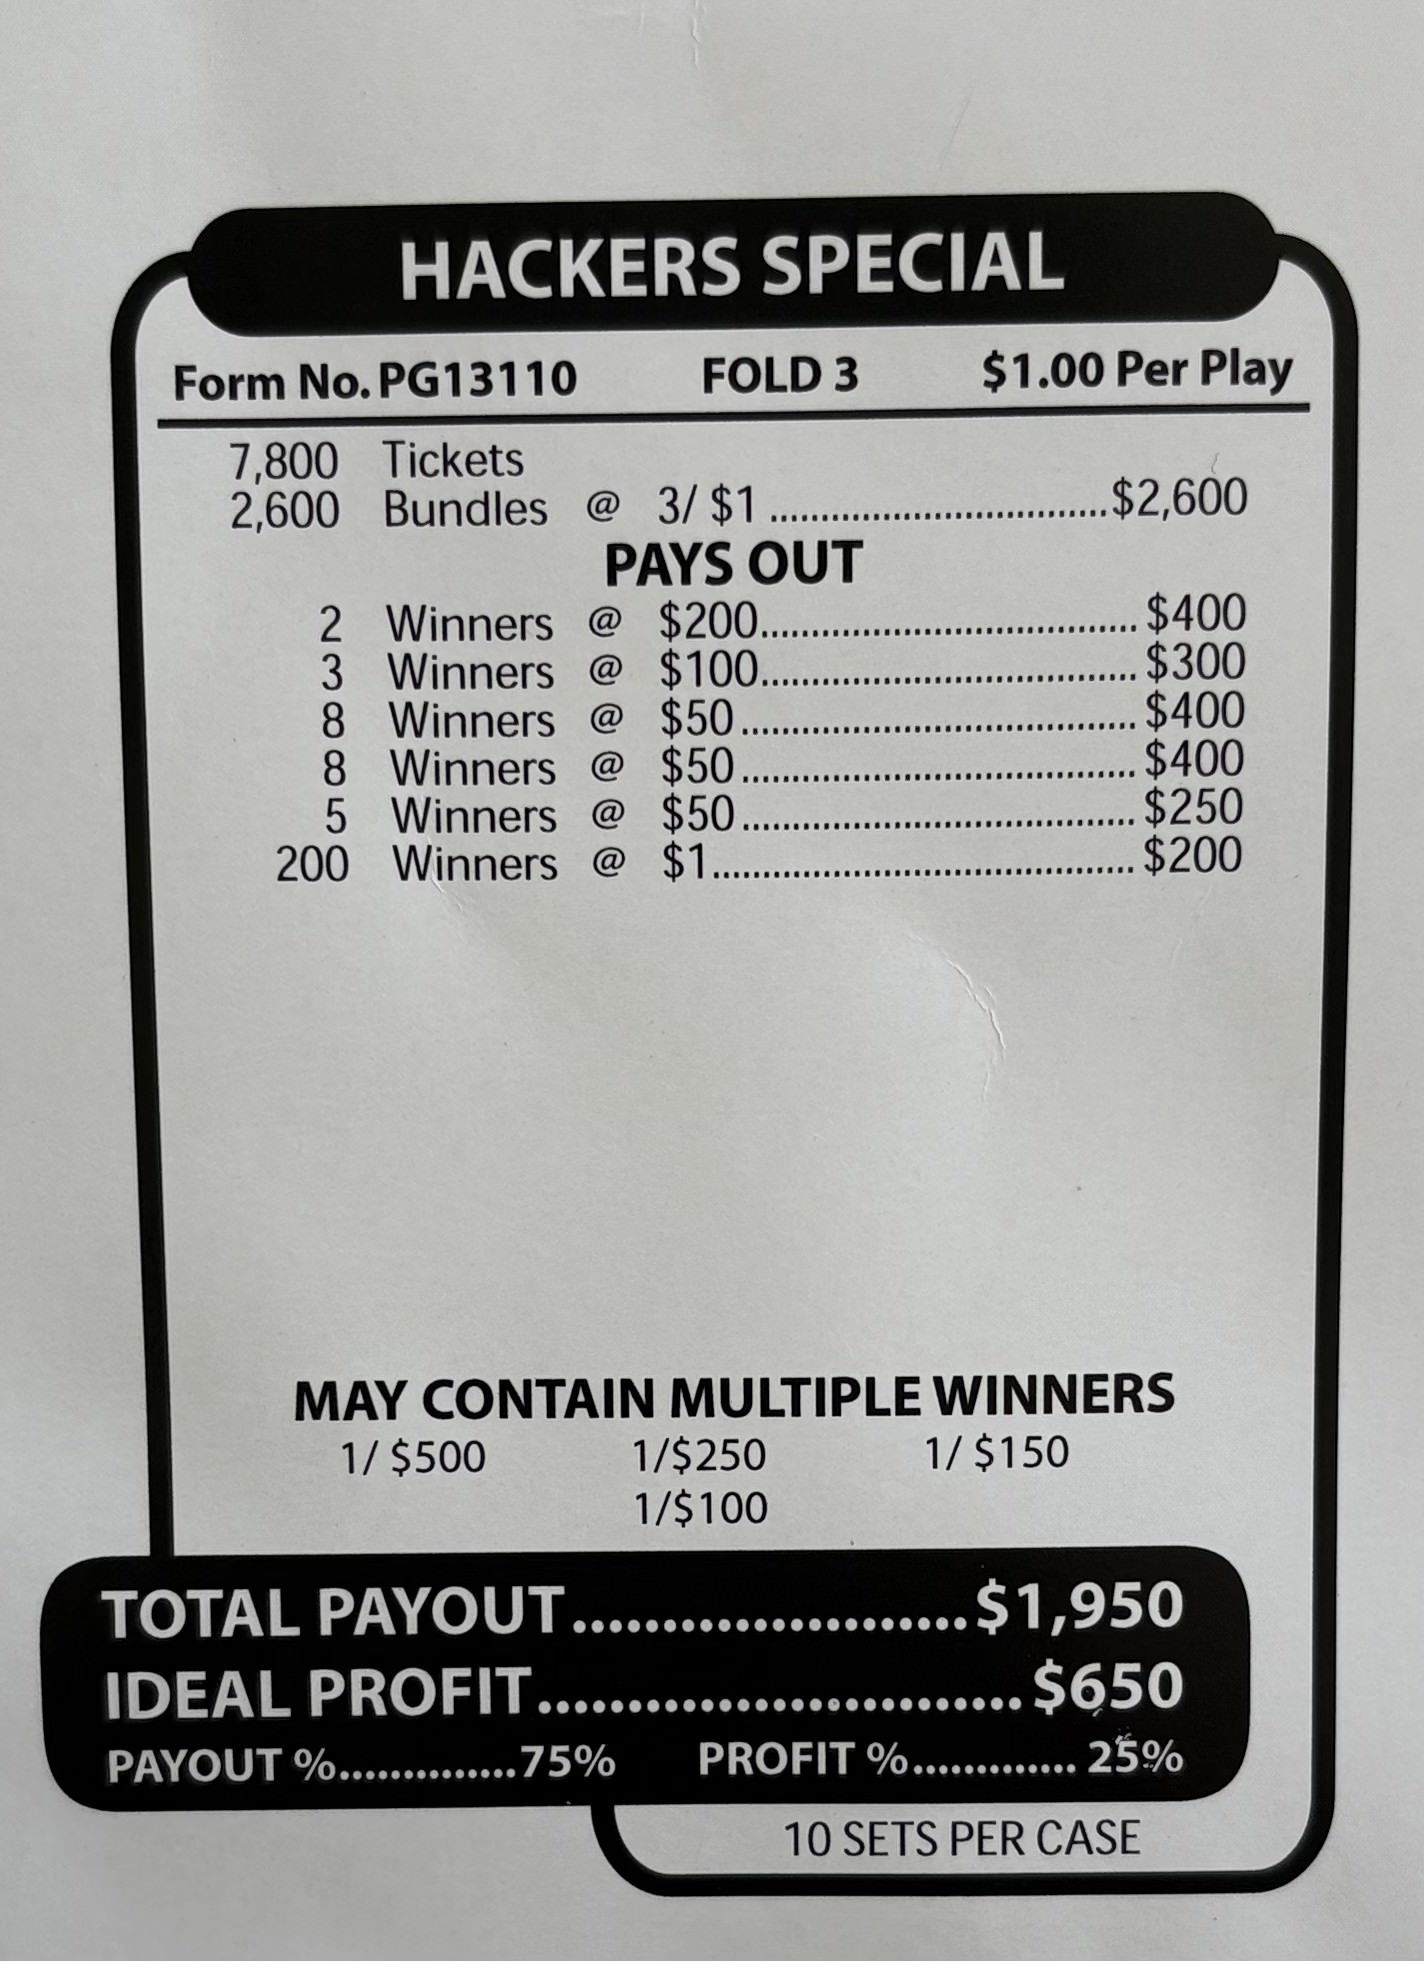 HACKERS SPECIAL
Form No. PG13110 FOLD 3 $1.00 Per Play
7,800 Tickets
2,600 Bundles @ 3/ $1 ................................. $2,600
PAYS OUT
2 Winners @ $200..................................... $400
3 Winners @ $100..................................... $300
8 Winners @ $50....................................... $400
8 Winners @ $50....................................... $400
5 Winners @ $50....................................... $250
200 Winners @ $1.......................................... $200
MAY CONTAIN MULTIPLE WINNERS
1/ $500 1/$250 1/ $150
1/$100
TOTAL PAYOUT....................... $1,950
IDEAL PROFIT............................ $650
PAYOUT %..............75% PROFIT %............. 25%
10 SETS PER CASE